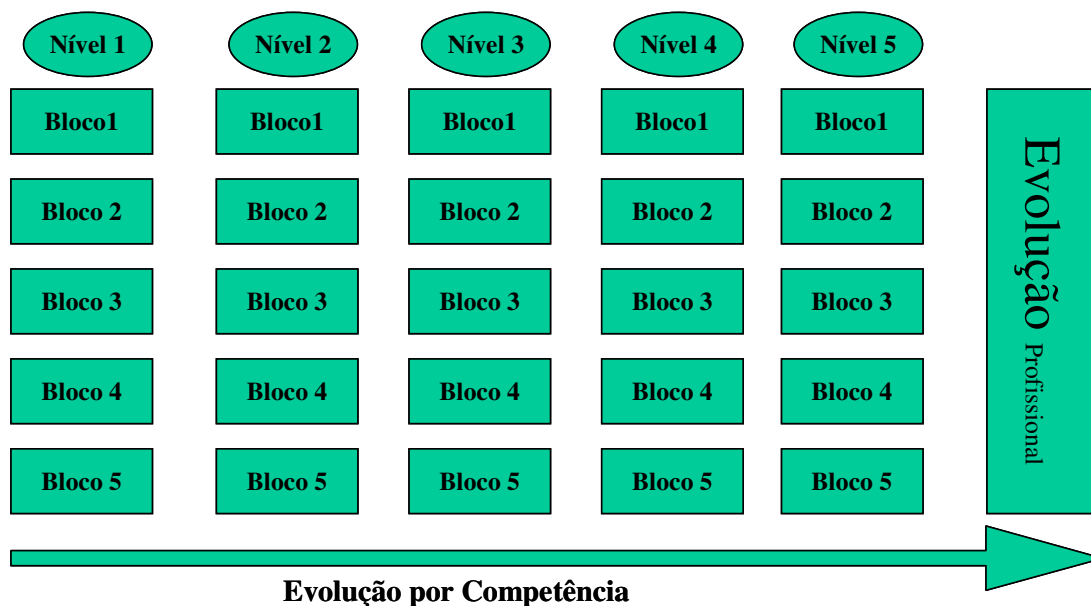 Nível 1 Nível 2 Nível 3 Nível 4 Nível 5
Bloco1 Bloco1 Bloco1 Bloco1 Bloco1
Bloco 2 Bloco 2 Bloco 2 Bloco 2 Bloco 2
Bloco 3 Bloco 3 Bloco 3 Bloco 3 Bloco 3
Bloco 4 Bloco 4 Bloco 4 Bloco 4 Bloco 4
Bloco 5 Bloco 5 Bloco 5 Bloco 5 Bloco 5
Evolução Profissional
Evolução por Competência